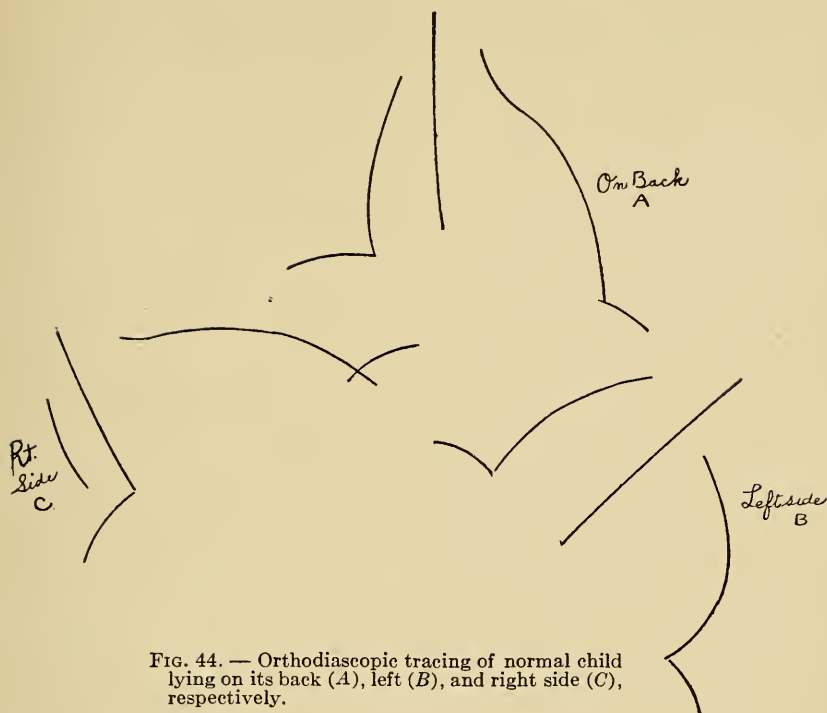 On Back
A
Rt.
Side
C
Left side
B
FIG. 44. — Orthodiascopic tracing of normal child
lying on its back (A), left (B), and right side (C),
respectively.